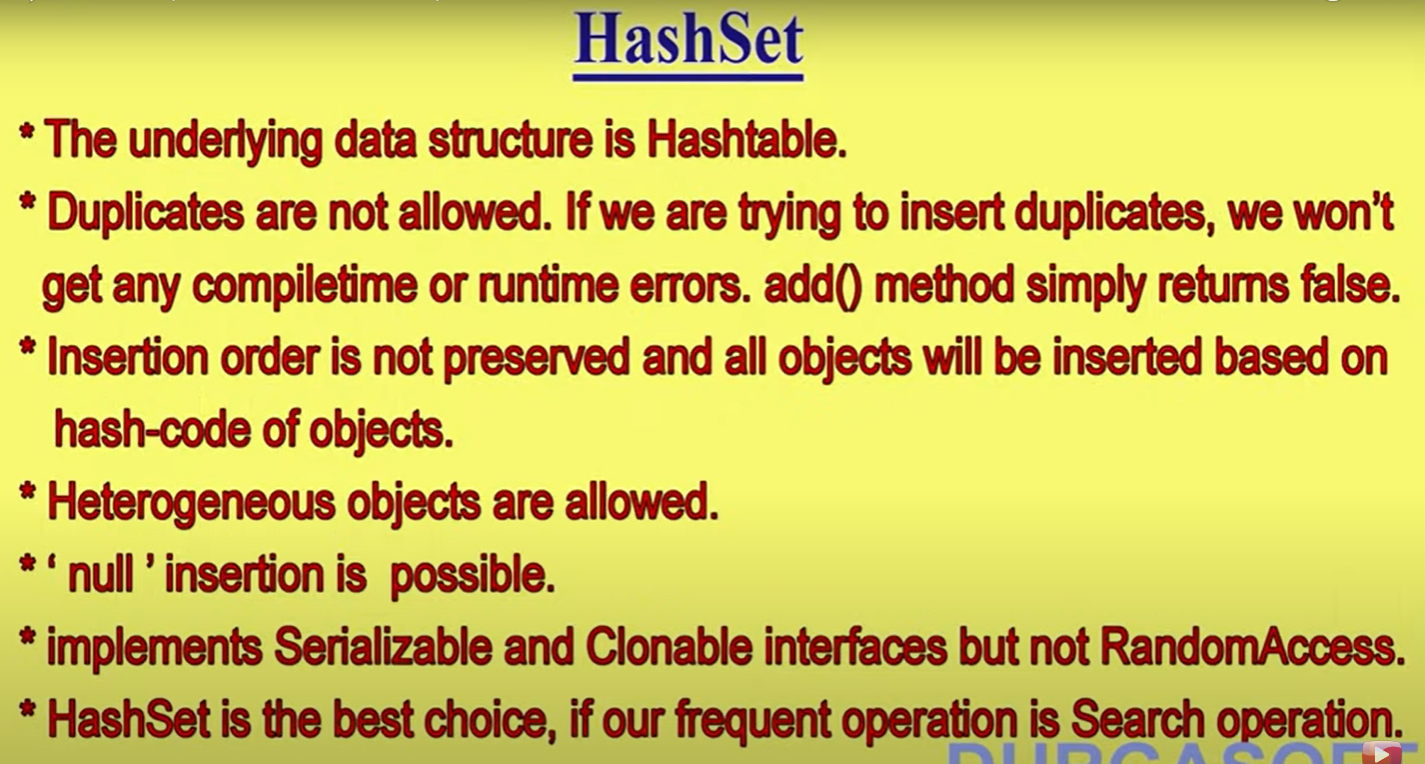 HashSet
* The underlying data structure is Hashtable.
* Duplicates are not allowed. If we are trying to insert duplicates, we won’t
get any compiletime or runtime errors. add() method simply returns false.
* Insertion order is not preserved and all objects will be inserted based on
hash-code of objects.
* Heterogeneous objects are allowed.
* ‘ null ’ insertion is possible.
* implements Serializable and Clonable interfaces but not RandomAccess.
* HashSet is the best choice, if our frequent operation is Search operation.
DURGASOFT